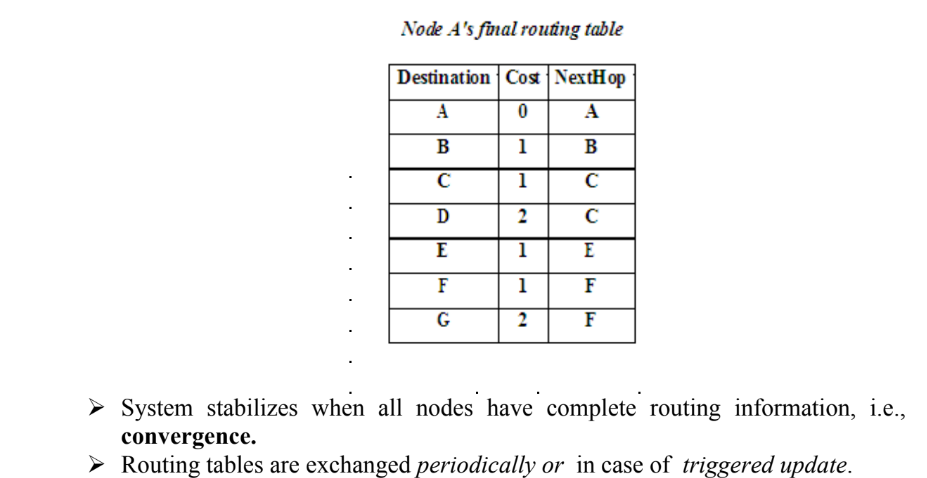 Node A's final routing table
Destination Cost NextHop
A 0 A
B 1 B
C 1 C
D 2 C
E 1 E
F 1 F
G 2 F
➢ System stabilizes when all nodes have complete routing information, i.e.,
convergence.
➢ Routing tables are exchanged periodically or in case of triggered update.